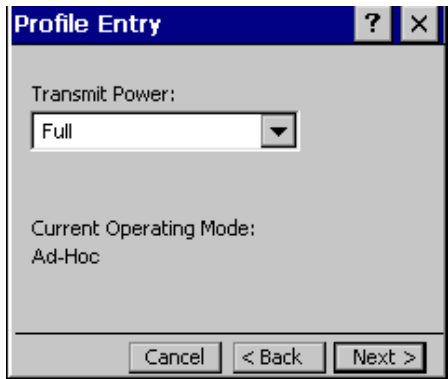 Profile Entry ? ×
Transmit Power:
Full
Current Operating Mode:
Ad-Hoc
Cancel < Back Next >